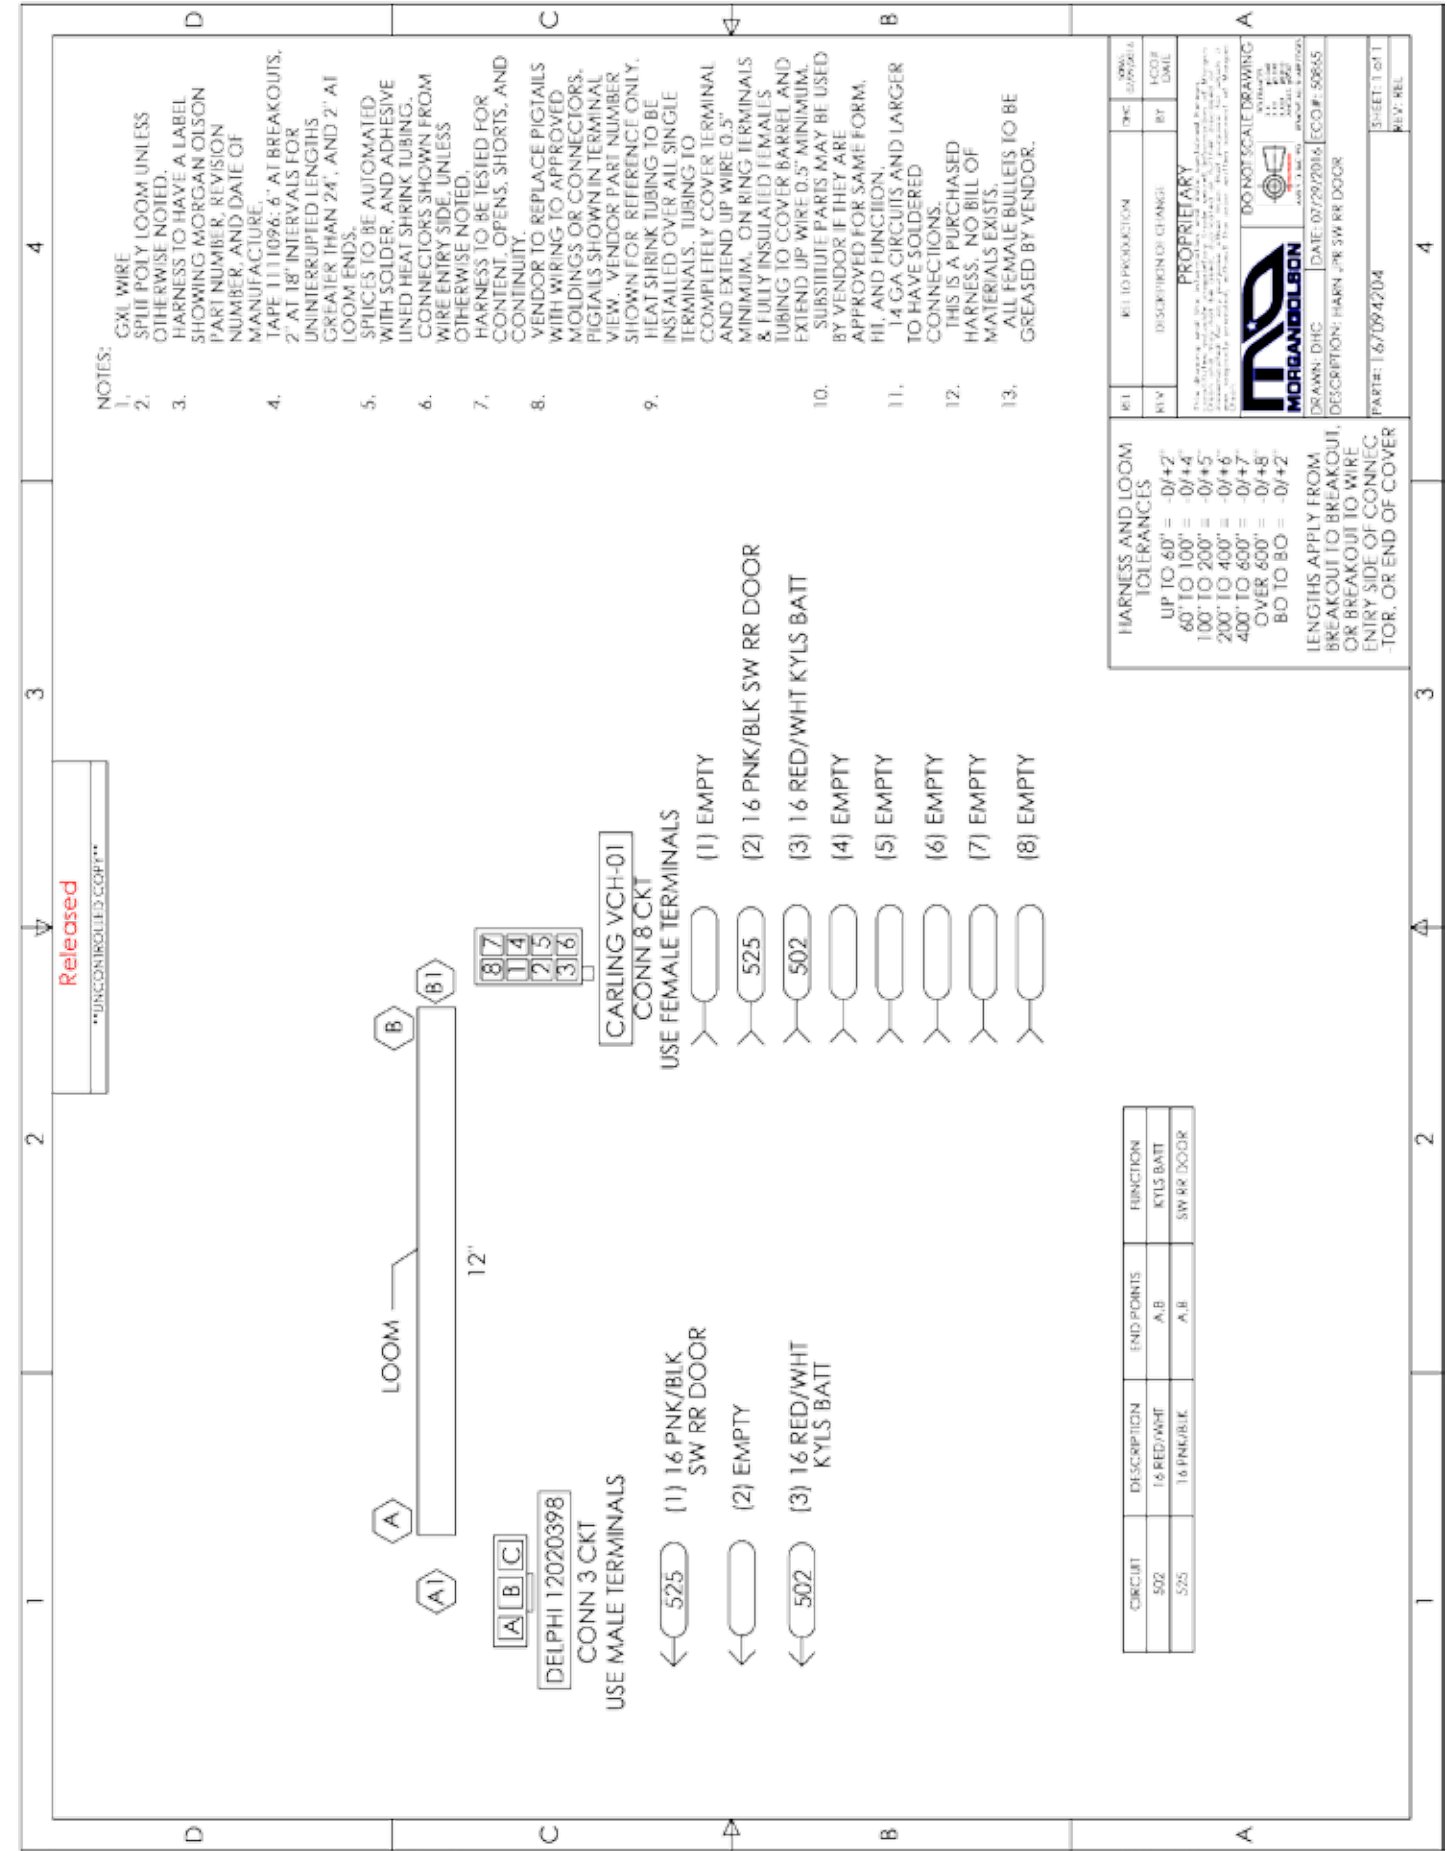 1
2
3
4
D
C
B
A
Released
**UNCONTROLLED COPY**
NOTES:
1. GXL WIRE
2. SPLIT POLY LOOM UNLESS
OTHERWISE NOTED.
3. HARNESS TO HAVE A LABEL
SHOWING MORGAN OLSON
PART NUMBER, REVISION
NUMBER, AND DATE OF
MANUFACTURE.
4. TAPE 1111096: 6" AT BREAKOUTS,
2" AT 18" INTERVALS FOR
UNINTERRUPTED LENGTHS
GREATER THAN 24", AND 2" AT
LOOM ENDS.
5. SPLICES TO BE AUTOMATED
WITH SOLDER, AND ADHESIVE
LINED HEAT SHRINK TUBING.
6. CONNECTORS SHOWN FROM
WIRE ENTRY SIDE, UNLESS
OTHERWISE NOTED.
7. HARNESS TO BE TESTED FOR
CONTENT, OPENS, SHORTS, AND
CONTINUITY.
8. VENDOR TO REPLACE PIGTAILS
WITH WIRING TO APPROVED
MOLDINGS OR CONNECTORS.
PIGTAILS SHOWN IN TERMINAL
VIEW. VENDOR PART NUMBER
SHOWN FOR REFERENCE ONLY.
9. HEAT SHRINK TUBING TO BE
INSTALLED OVER ALL SINGLE
TERMINALS. TUBING TO
COMPLETELY COVER TERMINAL
AND EXTEND UP WIRE 0.5"
MINIMUM. ON RING TERMINALS
& FULLY INSULATED FEMALES
TUBING TO COVER BARREL AND
EXTEND UP WIRE 0.5" MINIMUM.
10. SUBSTITUTE PARTS MAY BE USED
BY VENDOR IF THEY ARE
APPROVED FOR SAME FORM,
FIT, AND FUNCTION.
11. 14 GA CIRCUITS AND LARGER
TO HAVE SOLDERED
CONNECTIONS.
12. THIS IS A PURCHASED
HARNESS. NO BILL OF
MATERIALS EXISTS.
13. ALL FEMALE BULLETS TO BE
GREASED BY VENDOR.
LOOM
A
B
A1
B1
12"
A B C
DELPHI 12020398
CONN 3 CKT
USE MALE TERMINALS
525 (1) 16 PNK/BLK
SW RR DOOR
(2) EMPTY
502 (3) 16 RED/WHT
KYLS BATT
8 7
1 4
2 5
3 6
CARLING VCH-01
CONN 8 CKT
USE FEMALE TERMINALS
(1) EMPTY
525 (2) 16 PNK/BLK SW RR DOOR
502 (3) 16 RED/WHT KYLS BATT
(4) EMPTY
(5) EMPTY
(6) EMPTY
(7) EMPTY
(8) EMPTY
CIRCUIT DESCRIPTION END POINTS FUNCTION
502 16 RED/WHT A,B KYLS BATT
525 16 PNK/BLK A,B SW RR DOOR
HARNESS AND LOOM
TOLERANCES
UP TO 60" = -0/+2"
60" TO 100" = -0/+4"
100" TO 200" = -0/+5"
200" TO 400" = -0/+6"
400" TO 600" = -0/+7"
OVER 600" = -0/+8"
BO TO BO = -0/+2"
LENGTHS APPLY FROM
BREAKOUT TO BREAKOUT,
OR BREAKOUT TO WIRE
ENTRY SIDE OF CONNEC
-TOR, OR END OF COVER
REL REL TO PRODUCTION DHC
REV DESCRIPTION OF CHANGE BY ECO# DATE
PROPRIETARY
MORGANOLSON
DO NOT SCALE DRAWING
DRAWN: DHC DATE: 07/29/2016 ECO#: 50865
DESCRIPTION: HARN JPR SW RR DOOR
PART#: 167094204 SHEET: 1 of 1
REV: REL
1
2
3
4
D
C
B
A